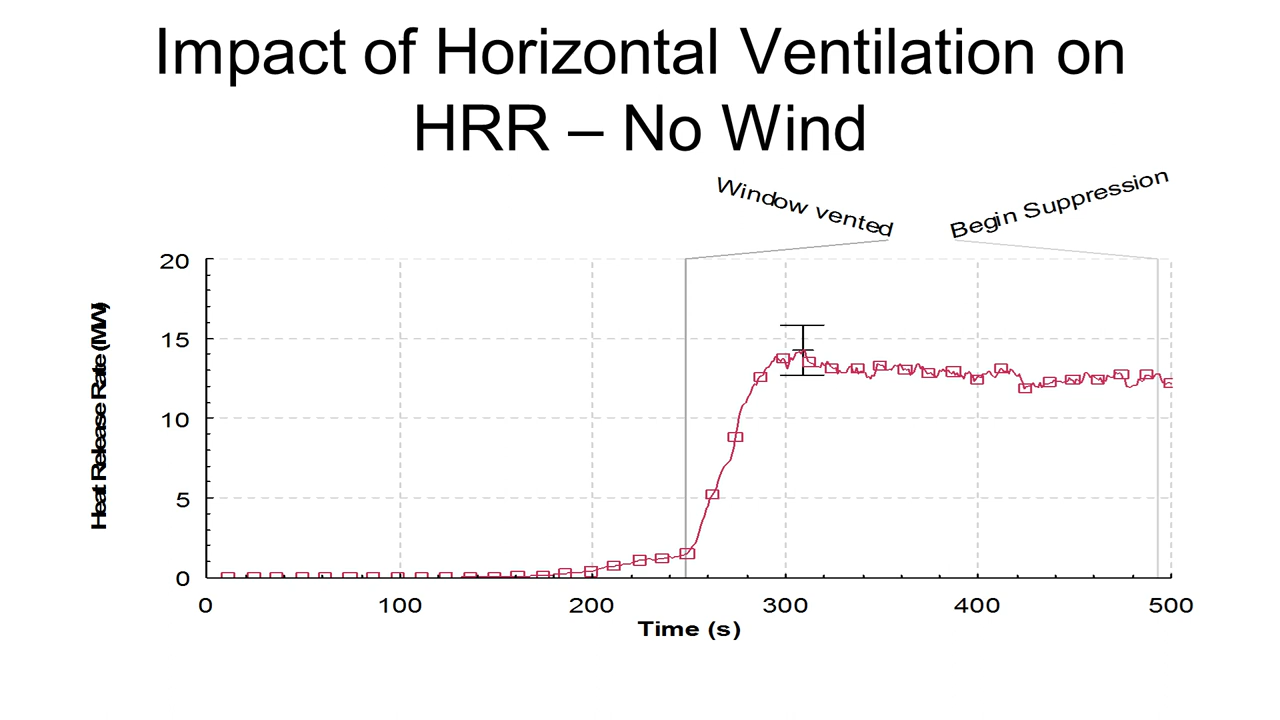 Impact of Horizontal Ventilation on
HRR – No Wind
Window vented
Begin Suppression
20
15
10
5
0
Heat Release Rate (MW)
0 100 200 300 400 500
Time (s)